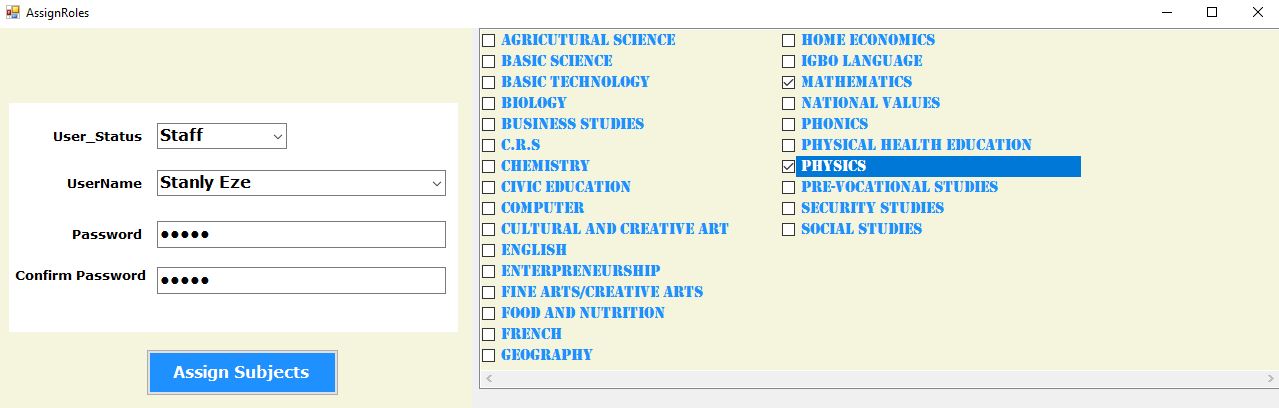 AssignRoles
User_Status
Staff
UserName
Stanly Eze
Password
●●●●●
Confirm Password
●●●●●
Assign Subjects
AGRICUTURAL SCIENCE
BASIC SCIENCE
BASIC TECHNOLOGY
BIOLOGY
BUSINESS STUDIES
C.R.S
CHEMISTRY
CIVIC EDUCATION
COMPUTER
CULTURAL AND CREATIVE ART
ENGLISH
ENTERPRENEURSHIP
FINE ARTS/CREATIVE ARTS
FOOD AND NUTRITION
FRENCH
GEOGRAPHY
HOME ECONOMICS
IGBO LANGUAGE
MATHEMATICS
NATIONAL VALUES
PHONICS
PHYSICAL HEALTH EDUCATION
PHYSICS
PRE-VOCATIONAL STUDIES
SECURITY STUDIES
SOCIAL STUDIES